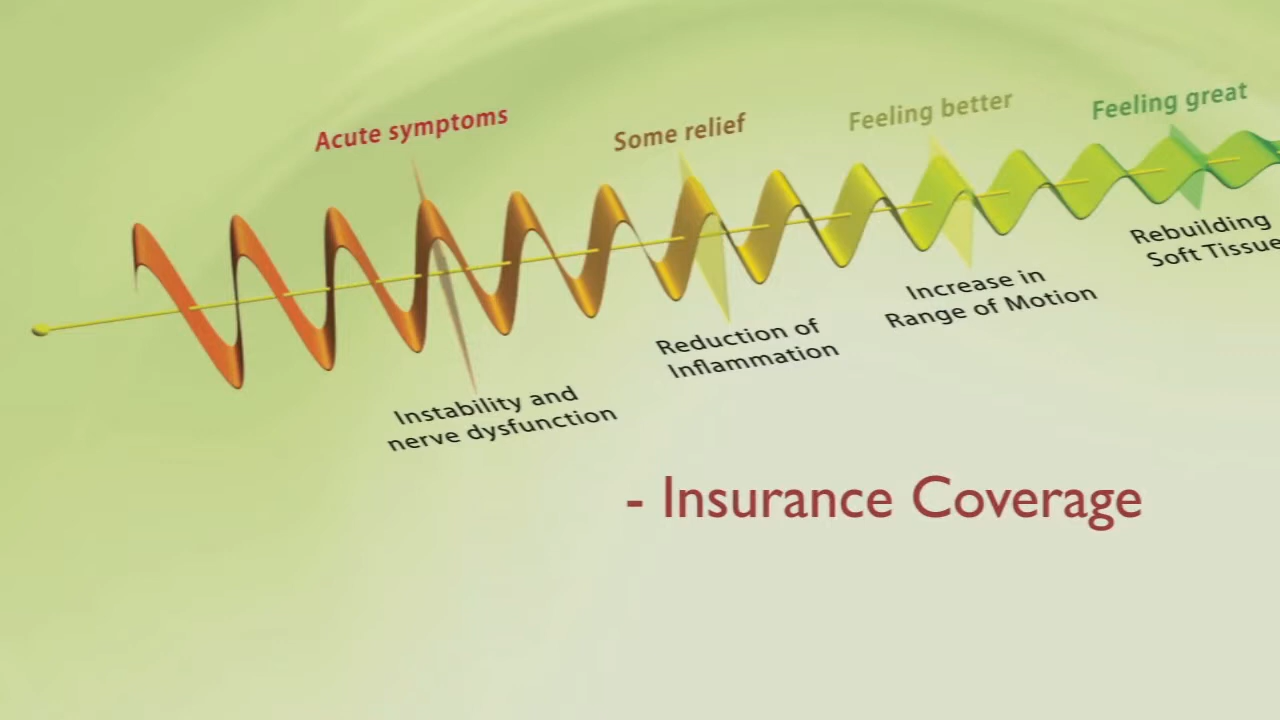 Acute symptoms
Some relief
Feeling better
Feeling great
Instability and
nerve dysfunction
Reduction of
Inflammation
Increase in
Range of Motion
Rebuilding
Soft Tissue
- Insurance Coverage